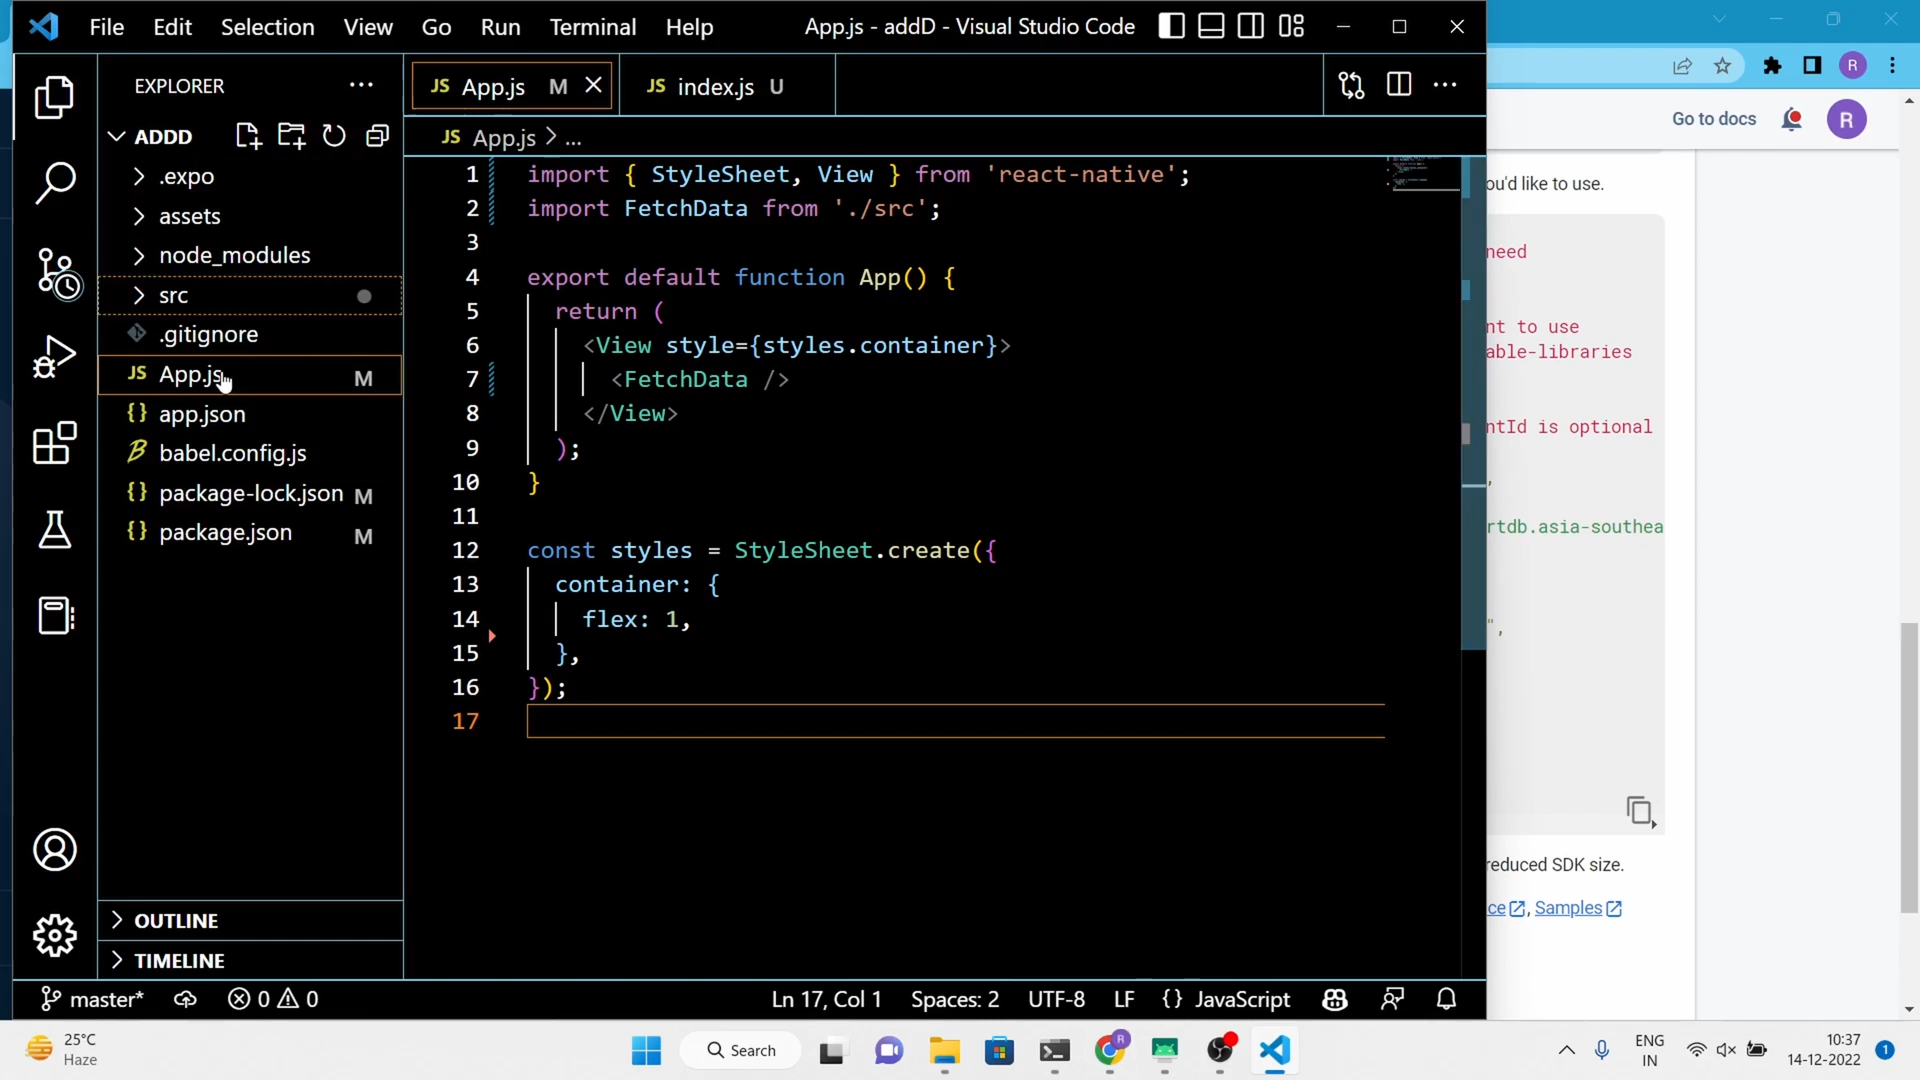 File Edit Selection View Go Run Terminal Help
App.js - addD - Visual Studio Code
EXPLORER
ADDD
.expo
assets
node_modules
src
.gitignore
JS App.js M
{} app.json
babel.config.js
{} package-lock.json M
{} package.json M
OUTLINE
TIMELINE
JS App.js M
JS index.js U
JS App.js > ...
1 import { StyleSheet, View } from 'react-native';
2 import FetchData from './src';
3
4 export default function App() {
5 return (
6 <View style={styles.container}>
7 <FetchData />
8 </View>
9 );
10 }
11
12 const styles = StyleSheet.create({
13 container: {
14 flex: 1,
15 },
16 });
17
master*
0 0
Ln 17, Col 1
Spaces: 2
UTF-8
LF
{} JavaScript
R
Go to docs
R
ou'd like to use.
need
nt to use
able-libraries
ntId is optional
,
rtdb.asia-southea
",
reduced SDK size.
ce, Samples
25°C
Haze
Search
R
ENG
IN
10:37
14-12-2022
1